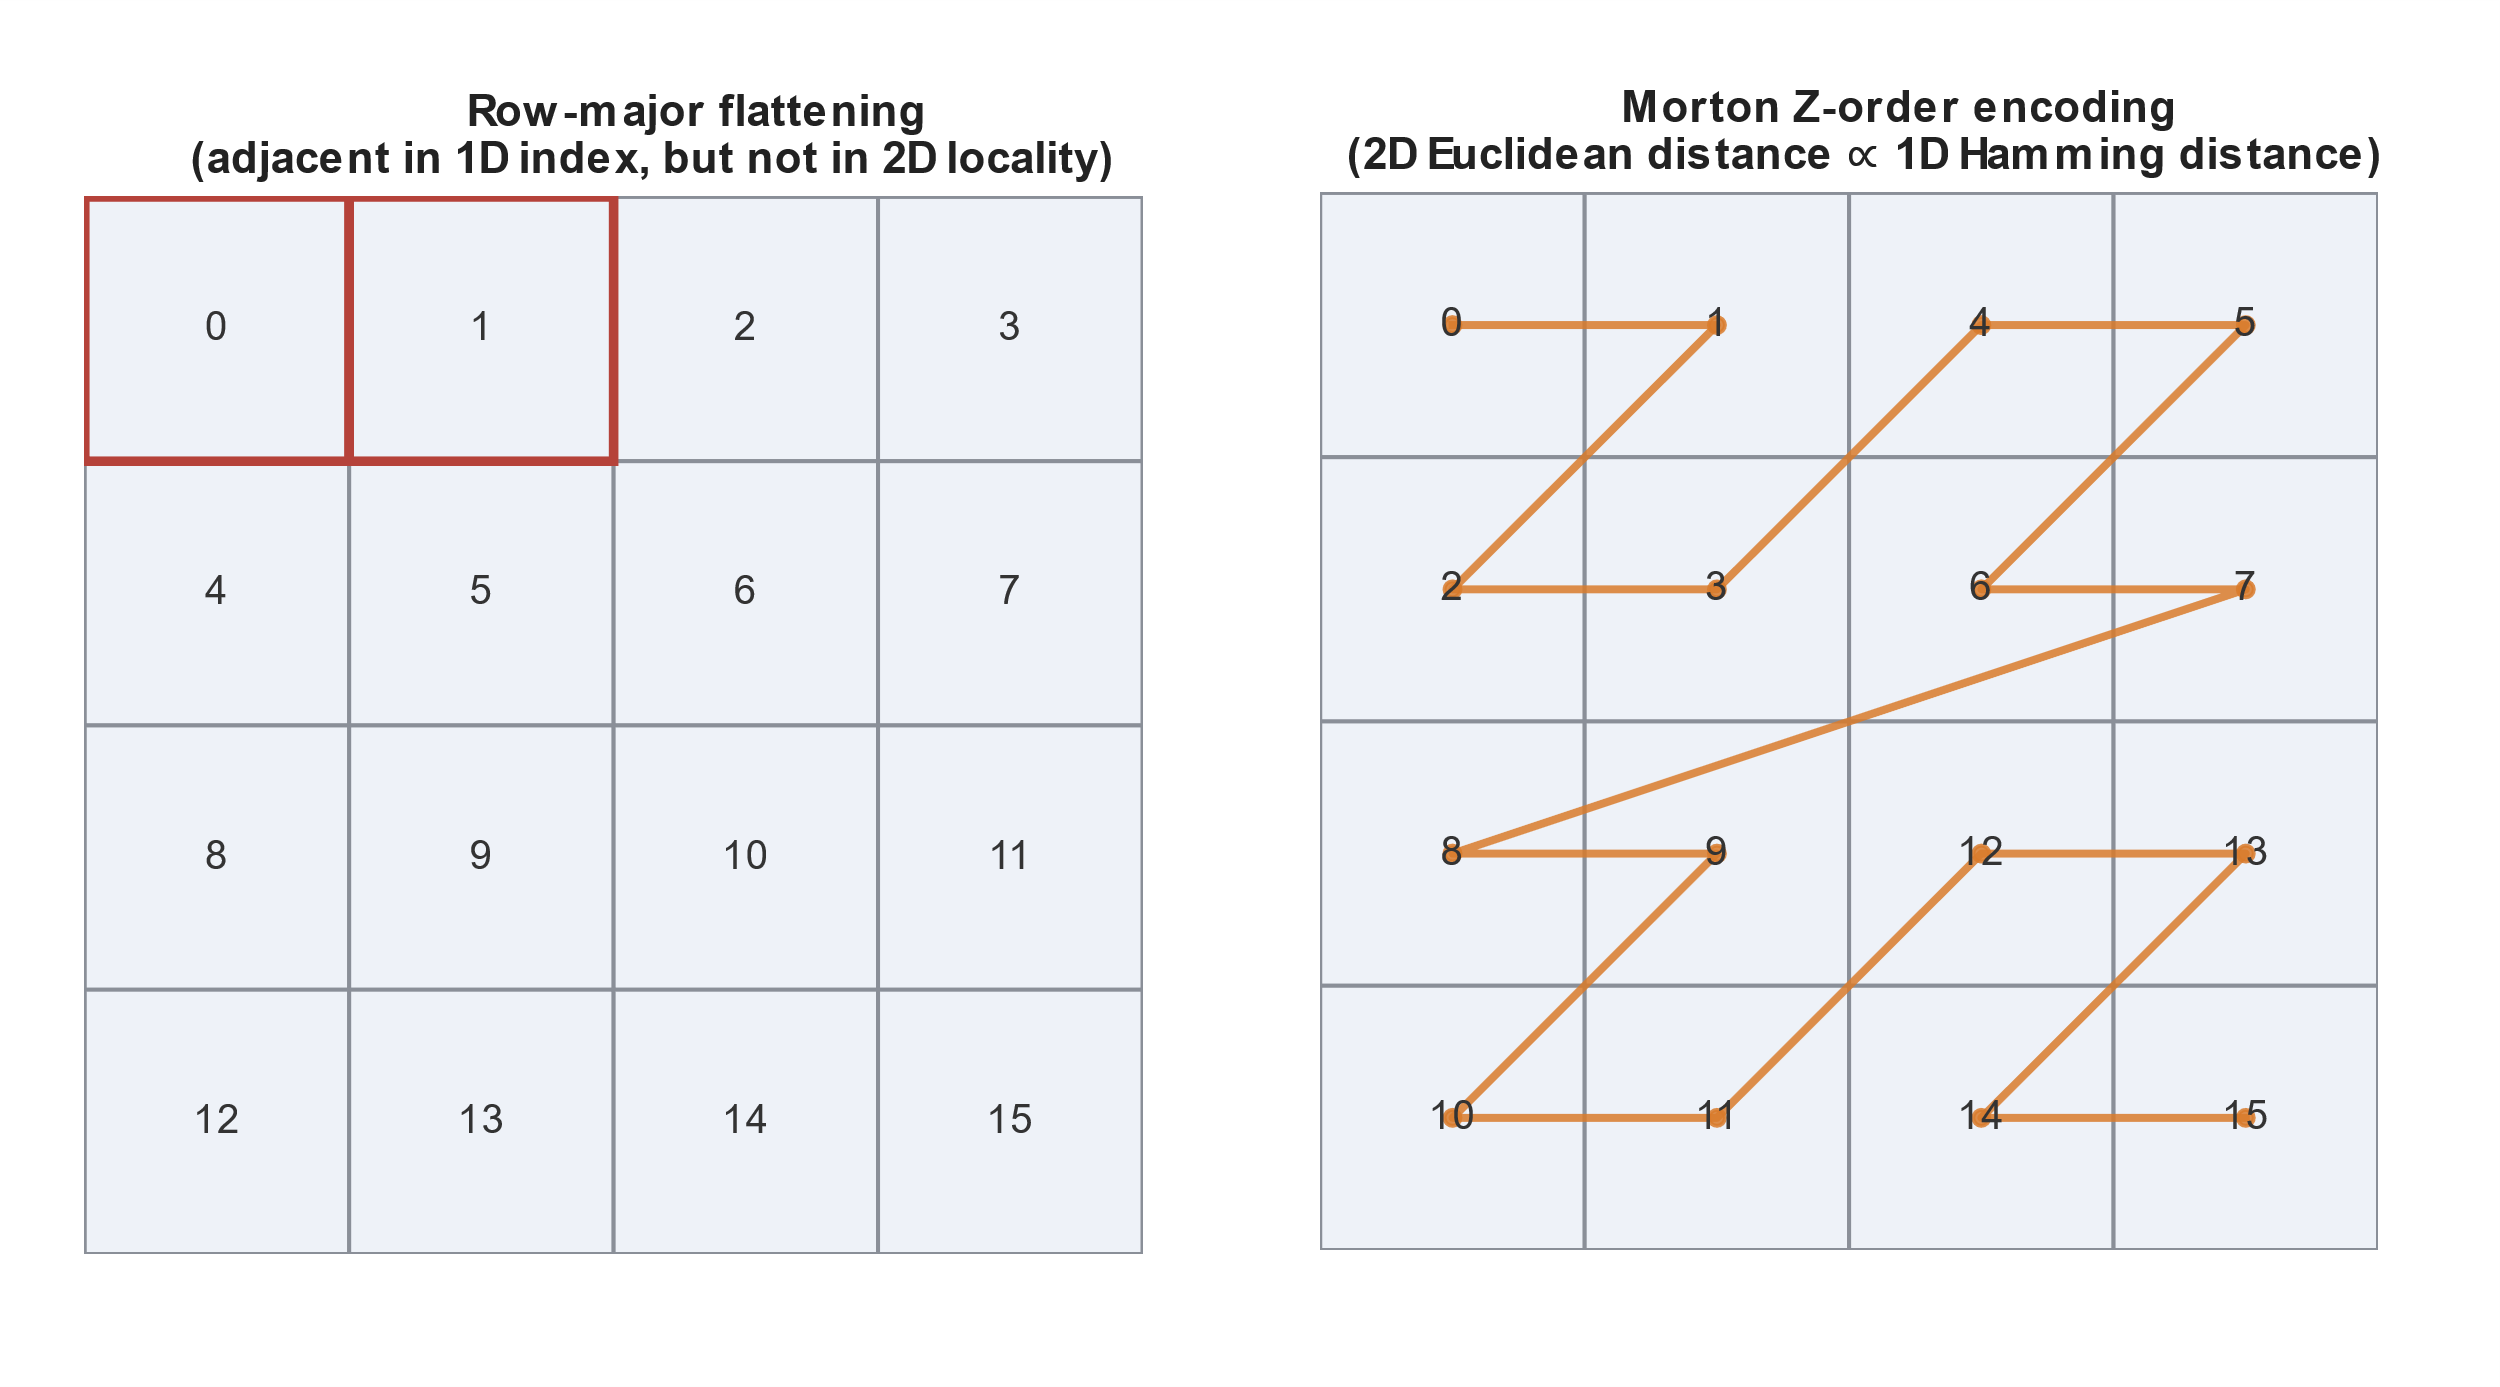 Row-major flattening
(adjacent in 1D index, but not in 2D locality)
0 1 2 3
4 5 6 7
8 9 10 11
12 13 14 15
Morton Z-order encoding
(2D Euclidean distance ∝ 1D Hamming distance)
0 1 4 5
2 3 6 7
8 9 12 13
10 11 14 15